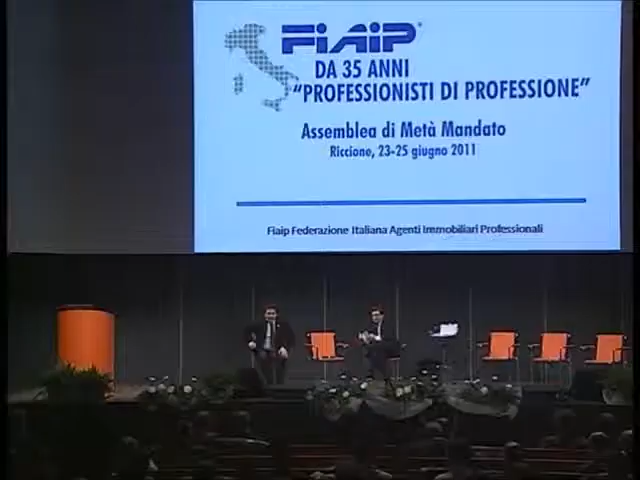 FIAIP®
DA 35 ANNI
"PROFESSIONISTI DI PROFESSIONE"
Assemblea di Metà Mandato
Riccione, 23-25 giugno 2011
Fiaip Federazione Italiana Agenti Immobiliari Professionali